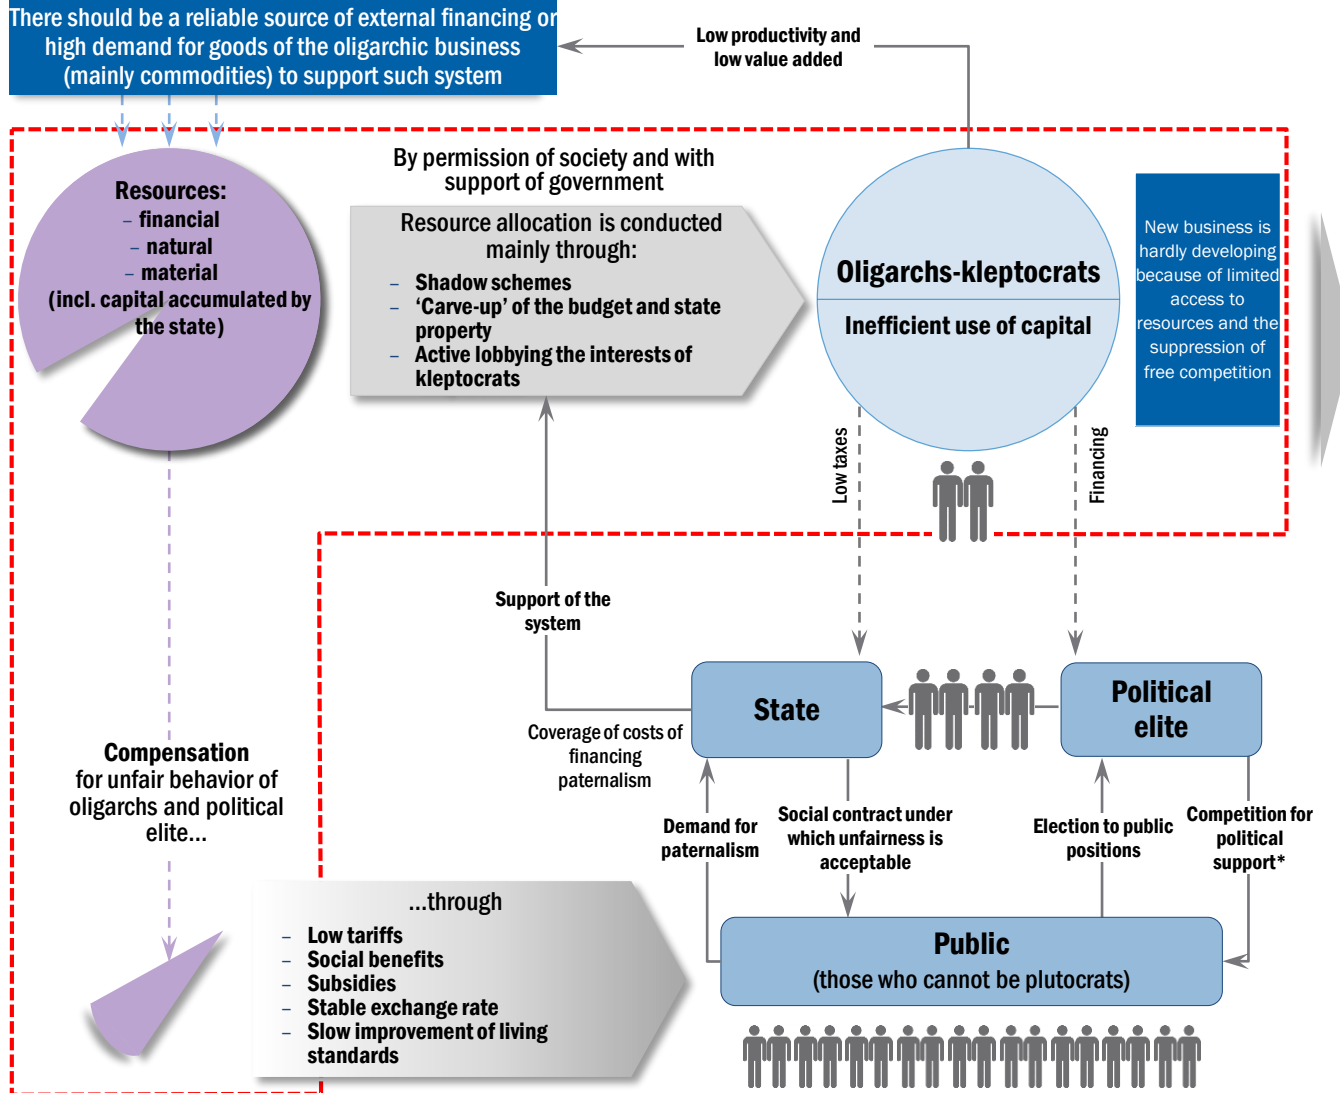 There should be a reliable source of external financing or
high demand for goods of the oligarchic business
(mainly commodities) to support such system
Low productivity and
low value added
Resources:
– financial
– natural
– material
(incl. capital accumulated by
the state)
By permission of society and with
support of government
Resource allocation is conducted
mainly through:
– Shadow schemes
– ‘Carve-up’ of the budget and state
property
– Active lobbying the interests of
kleptocrats
Oligarchs-kleptocrats
Inefficient use of capital
New business is
hardly developing
because of limited
access to
resources and the
suppression of
free competition
Low taxes
Financing
Support of the
system
State
Political
elite
Coverage of costs of
financing
paternalism
Compensation
for unfair behavior of
oligarchs and political
elite...
Demand for
paternalism
Social contract under
which unfairness is
acceptable
Election to public
positions
Competition for
political
support*
...through
– Low tariffs
– Social benefits
– Subsidies
– Stable exchange rate
– Slow improvement of living
standards
Public
(those who cannot be plutocrats)